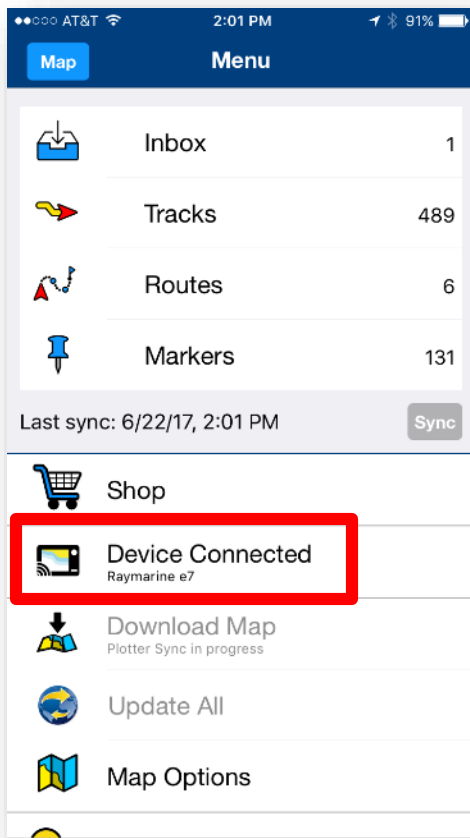 AT&T 2:01 PM 91%
Map Menu
Inbox 1
Tracks 489
Routes 6
Markers 131
Last sync: 6/22/17, 2:01 PM Sync
Shop
Device Connected
Raymarine e7
Download Map
Plotter Sync in progress
Update All
Map Options